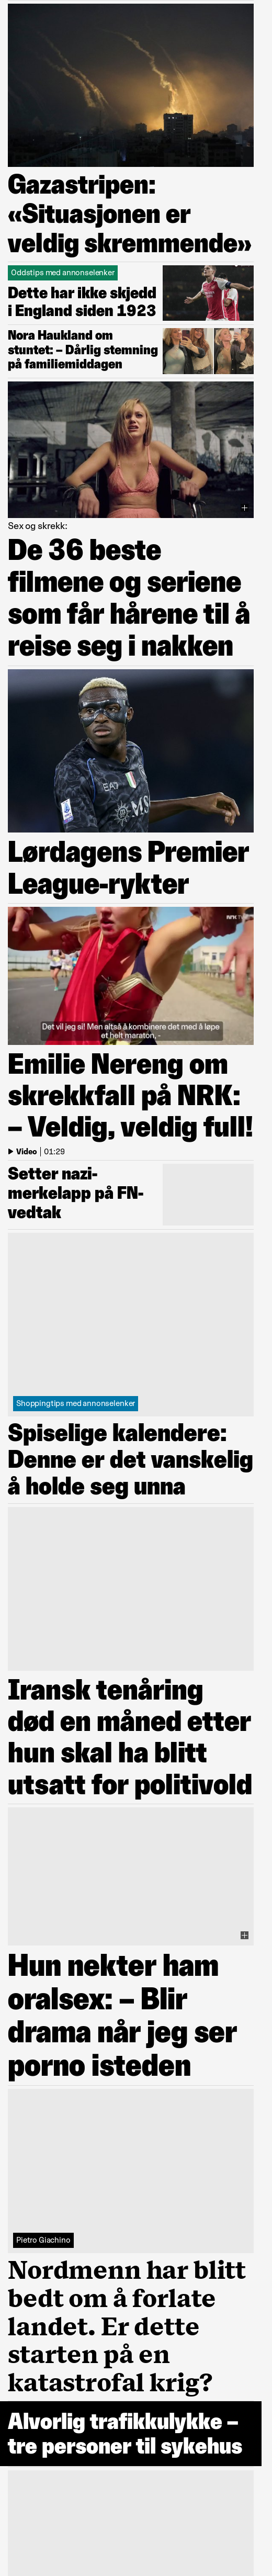 Gazastripen:
«Situasjonen er
veldig skremmende»
Oddstips med annonselenker
Dette har ikke skjedd
i England siden 1923
Nora Haukland om
stuntet: – Dårlig stemning
på familiemiddagen
Sex og skrekk:
De 36 beste
filmene og seriene
som får hårene til å
reise seg i nakken
Lørdagens Premier
League-rykter
Det vil jeg si! Men altså å kombinere det med å løpe
et helt maraton, -
Emilie Nereng om
skrekkfall på NRK:
– Veldig, veldig full!
Video 01:29
Setter nazi-
merkelapp på FN-
vedtak
Shoppingtips med annonselenker
Spiselige kalendere:
Denne er det vanskelig
å holde seg unna
Iransk tenåring
død en måned etter
hun skal ha blitt
utsatt for politivold
Hun nekter ham
oralsex: – Blir
drama når jeg ser
porno isteden
Pietro Giachino
Nordmenn har blitt
bedt om å forlate
landet. Er dette
starten på en
katastrofal krig?
Alvorlig trafikkulykke –
tre personer til sykehus